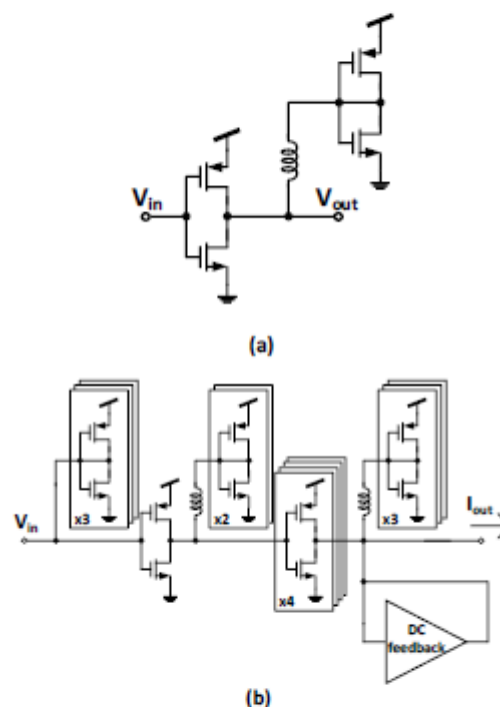 V_in V_out
(a)
x3 x2 x3
V_in x4 I_out
DC
feedback
(b)